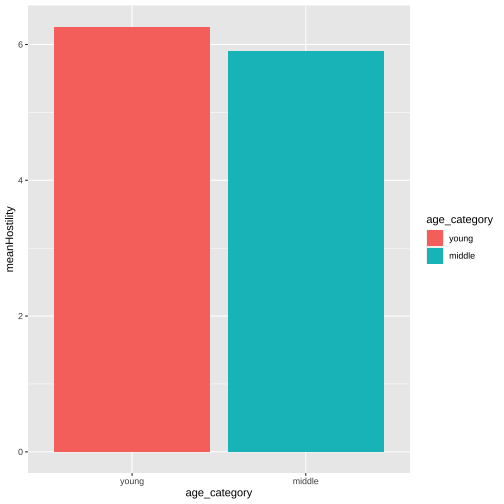 6
4
2
0
meanHostility
young
middle
age_category
age_category
young
middle